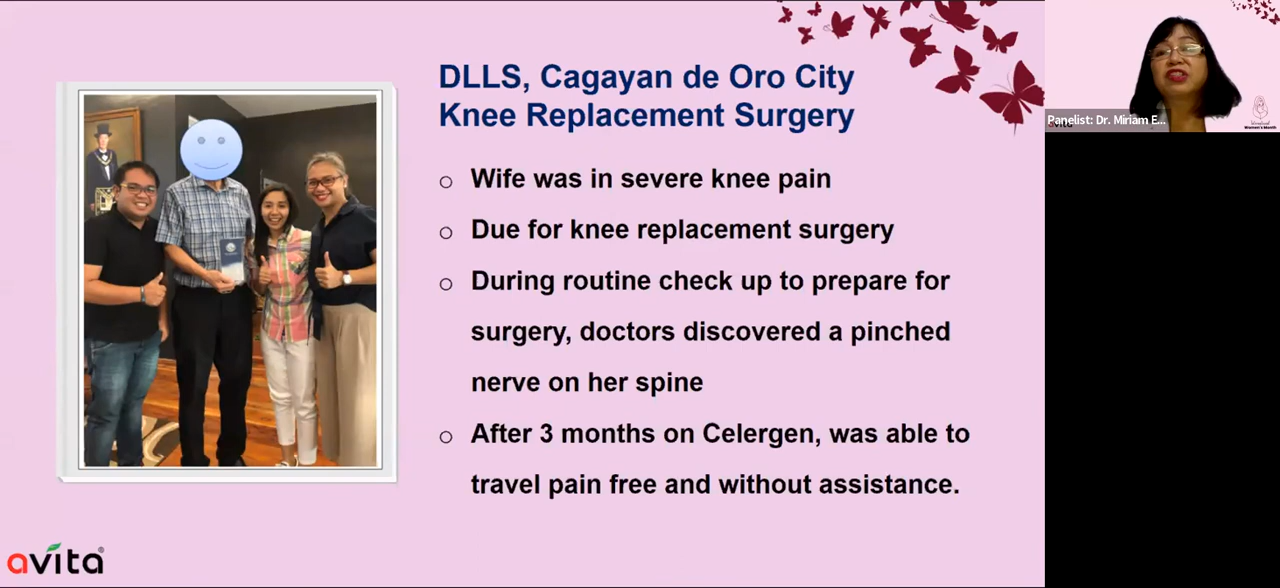 DLLS, Cagayan de Oro City
Knee Replacement Surgery
o Wife was in severe knee pain
o Due for knee replacement surgery
o During routine check up to prepare for
surgery, doctors discovered a pinched
nerve on her spine
o After 3 months on Celergen, was able to
travel pain free and without assistance.
avita
Panelist: Dr. Miriam E...
Women's Month